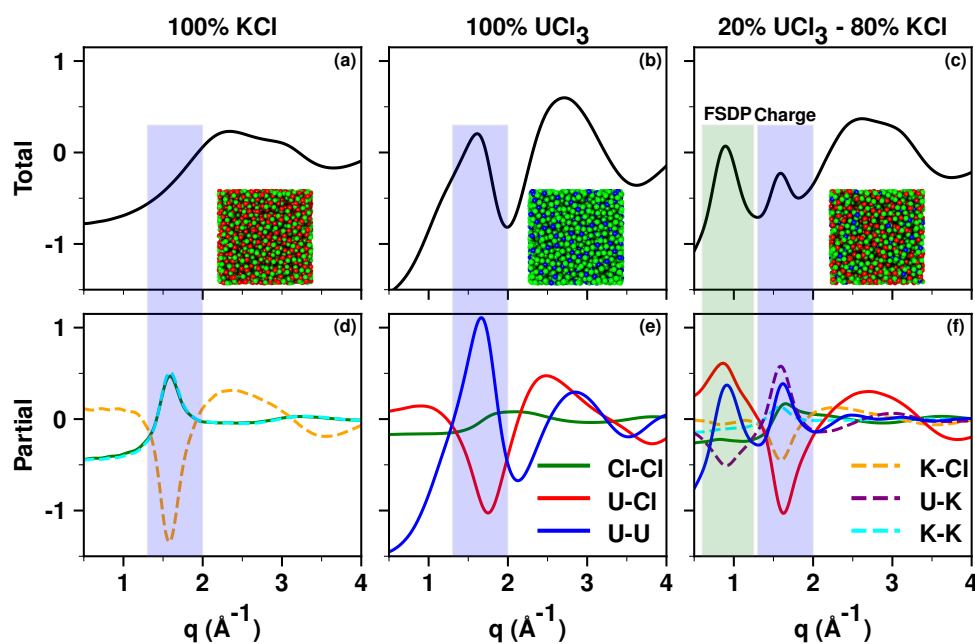 100% KCl
100% UCl₃
20% UCl₃ - 80% KCl
(a)
(b)
(c)
1
0
-1
Total
FSDP
Charge
(d)
(e)
(f)
1
0
-1
Partial
Cl-Cl
U-Cl
U-U
K-Cl
U-K
K-K
1
2
3
4
1
2
3
4
1
2
3
4
q (Å⁻¹)
q (Å⁻¹)
q (Å⁻¹)